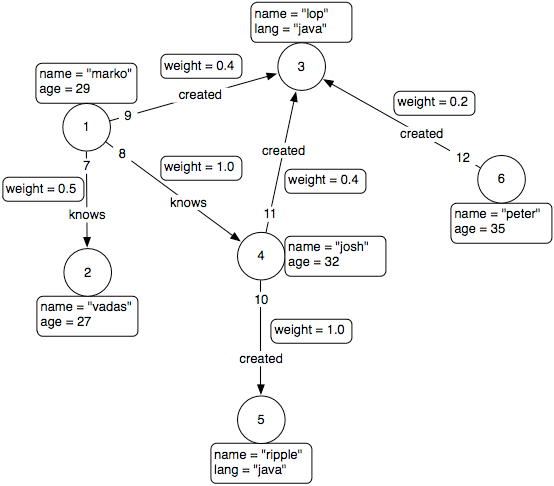 name = "lop"
lang = "java"
3
weight = 0.4
created
9
name = "marko"
age = 29
1
7
8
weight = 0.5
knows
weight = 1.0
knows
created
weight = 0.4
11
weight = 0.2
created
12
6
name = "peter"
age = 35
2
name = "vadas"
age = 27
4
name = "josh"
age = 32
10
weight = 1.0
created
5
name = "ripple"
lang = "java"